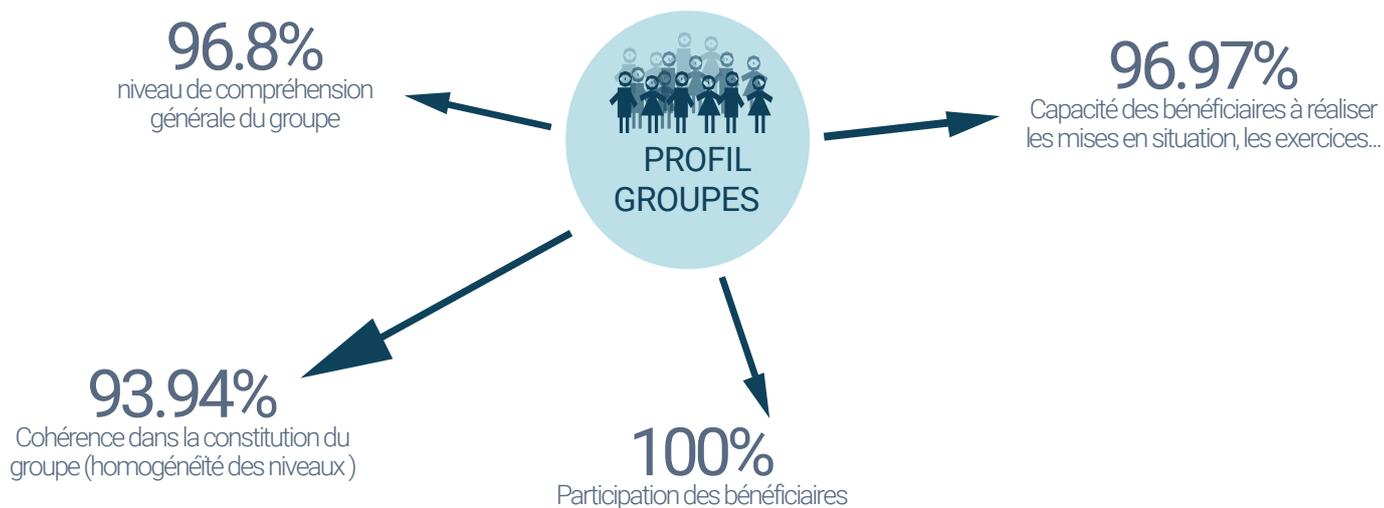 96.8%
niveau de compréhension
générale du groupe
PROFIL
GROUPES
96.97%
Capacité des bénéficiaires à réaliser
les mises en situation, les exercices...
93.94%
Cohérence dans la constitution du
groupe (homogénéité des niveaux )
100%
Participation des bénéficiaires